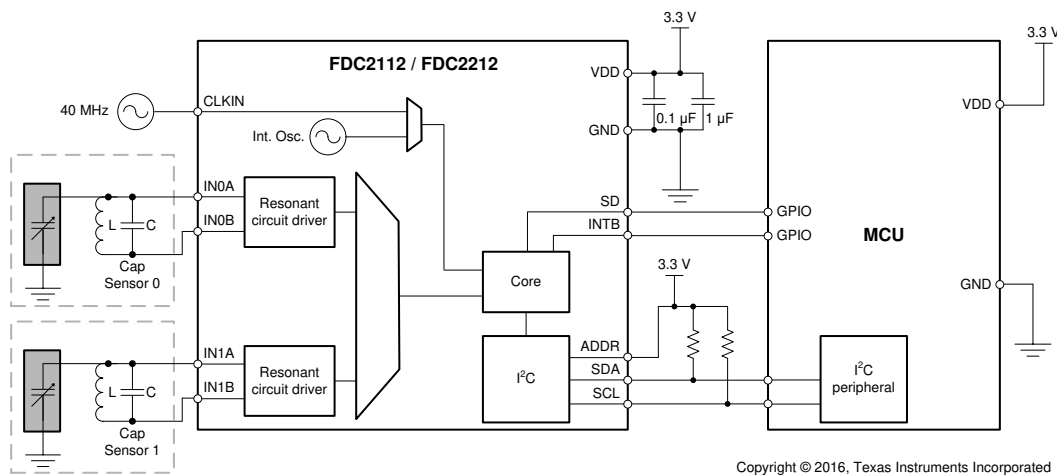 3.3 V
3.3 V
FDC2112 / FDC2212
VDD
40 MHz
CLKIN
VDD
Int. Osc.
0.1 µF
1 µF
GND
IN0A
Resonant
circuit driver
SD
GPIO
L
C
IN0B
INTB
GPIO
MCU
Cap
Sensor 0
Core
3.3 V
GND
ADDR
IN1A
Resonant
circuit driver
I²C
SDA
I²C
peripheral
L
C
IN1B
SCL
Cap
Sensor 1
Copyright © 2016, Texas Instruments Incorporated